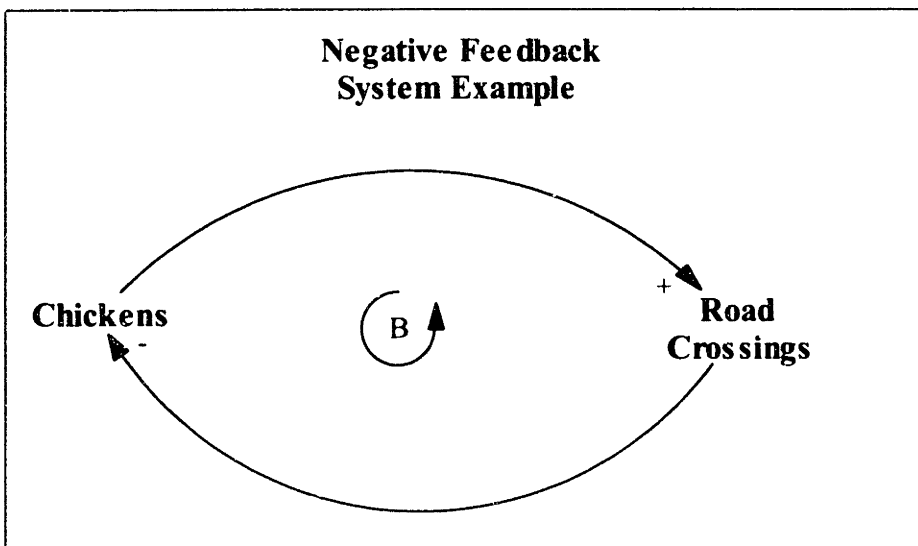 Negative Feedback
System Example
+
Chickens
-
B
Road
Crossings